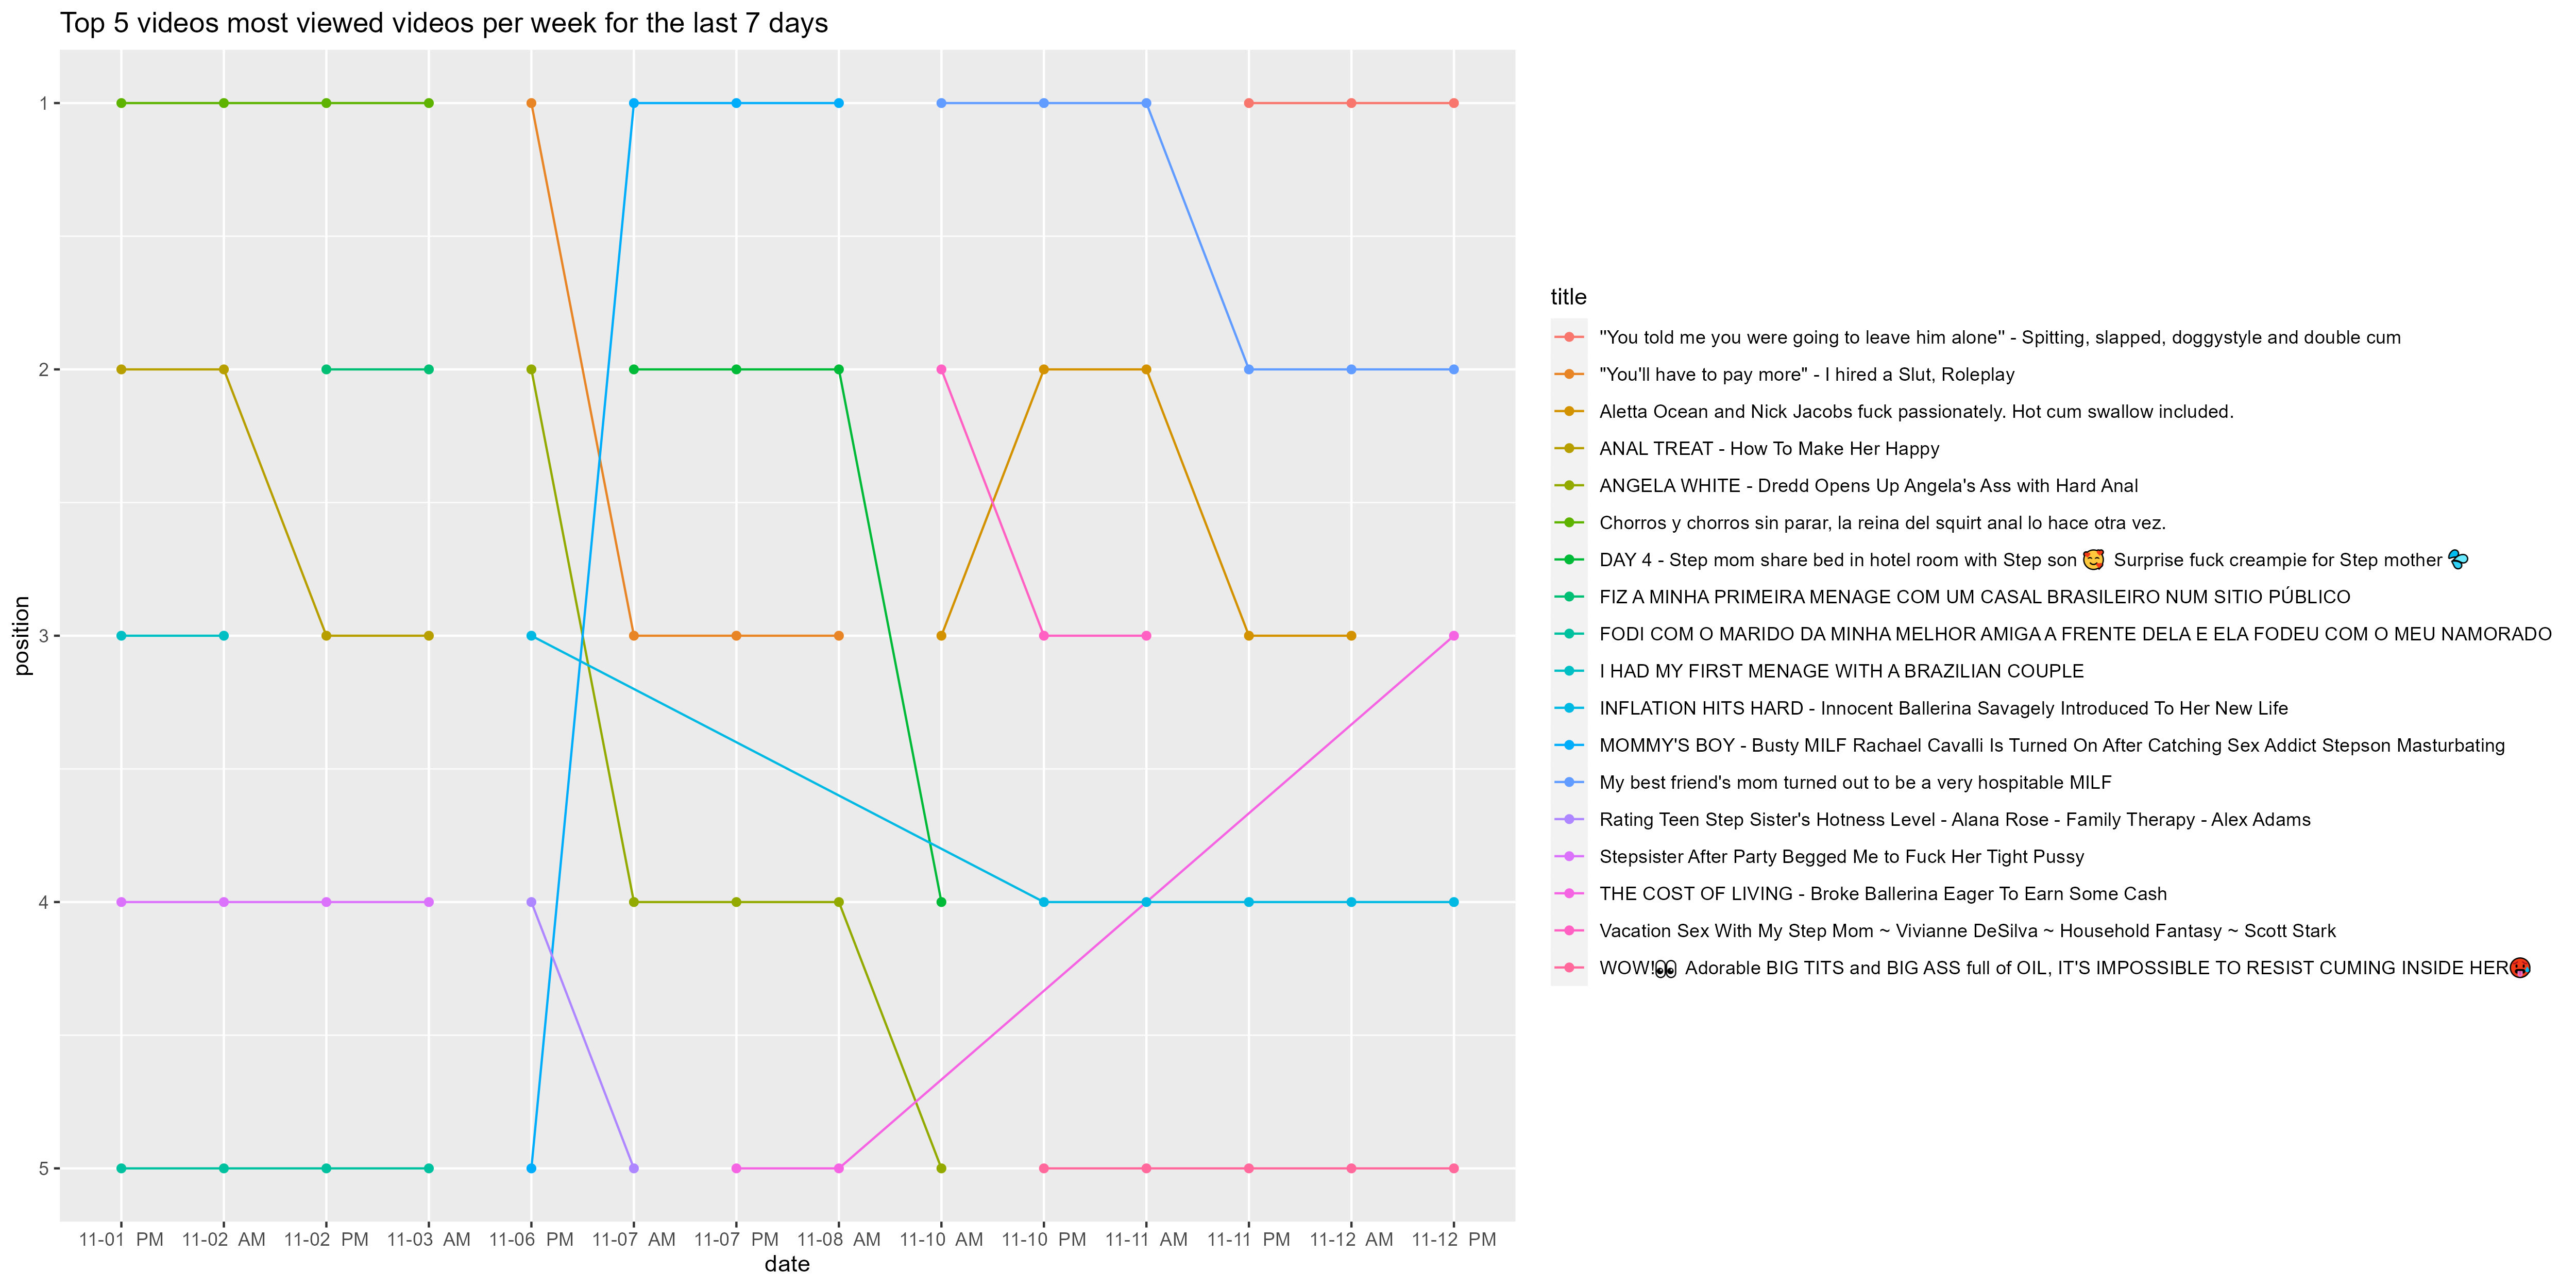 Top 5 videos most viewed videos per week for the last 7 days
position
1
2
3
4
5
11-01 PM
11-02 AM
11-02 PM
11-03 AM
11-06 PM
11-07 AM
11-07 PM
11-08 AM
11-10 AM
11-10 PM
11-11 AM
11-11 PM
11-12 AM
11-12 PM
date
title
"You told me you were going to leave him alone" - Spitting, slapped, doggystyle and double cum
"You'll have to pay more" - I hired a Slut, Roleplay
Aletta Ocean and Nick Jacobs fuck passionately. Hot cum swallow included.
ANAL TREAT - How To Make Her Happy
ANGELA WHITE - Dredd Opens Up Angela's Ass with Hard Anal
Chorros y chorros sin parar, la reina del squirt anal lo hace otra vez.
DAY 4 - Step mom share bed in hotel room with Step son 🥰 Surprise fuck creampie for Step mother 💦
FIZ A MINHA PRIMEIRA MENAGE COM UM CASAL BRASILEIRO NUM SITIO PÚBLICO
FODI COM O MARIDO DA MINHA MELHOR AMIGA A FRENTE DELA E ELA FODEU COM O MEU NAMORADO
I HAD MY FIRST MENAGE WITH A BRAZILIAN COUPLE
INFLATION HITS HARD - Innocent Ballerina Savagely Introduced To Her New Life
MOMMY'S BOY - Busty MILF Rachael Cavalli Is Turned On After Catching Sex Addict Stepson Masturbating
My best friend's mom turned out to be a very hospitable MILF
Rating Teen Step Sister's Hotness Level - Alana Rose - Family Therapy - Alex Adams
Stepsister After Party Begged Me to Fuck Her Tight Pussy
THE COST OF LIVING - Broke Ballerina Eager To Earn Some Cash
Vacation Sex With My Step Mom ~ Vivianne DeSilva ~ Household Fantasy ~ Scott Stark
WOW!👀 Adorable BIG TITS and BIG ASS full of OIL, IT'S IMPOSSIBLE TO RESIST CUMING INSIDE HER🥵